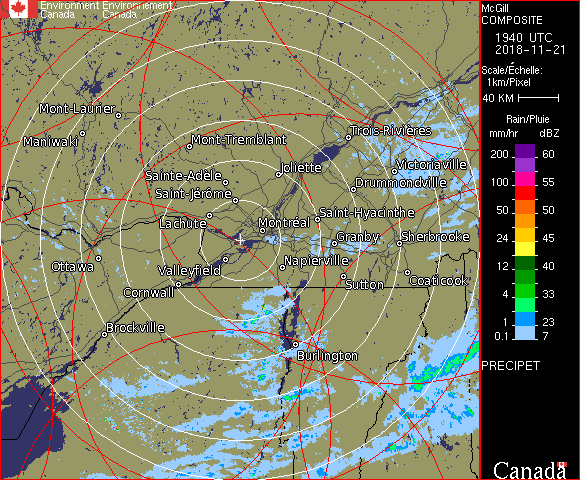 Environment Environnement
Canada Canada
McGill
COMPOSITE
1940 UTC
2018-11-21
Scale/Échelle:
1km/Pixel
40 KM
Rain/Pluie
mm/hr dBZ
200 60
100 55
50 50
24 45
12 40
4 33
1 23
0.1 7
PRECIPET
Canada
Mont-Laurier
Maniwaki
Mont-Tremblant
Trois-Rivières
Sainte-Adèle
Joliette
Victoriaville
Saint-Jérôme
Drummondville
Lachute
Montréal
Saint-Hyacinthe
Granby
Sherbrooke
Ottawa
Valleyfield
Napierville
Cornwall
Sutton
Coaticook
Brockville
Burlington